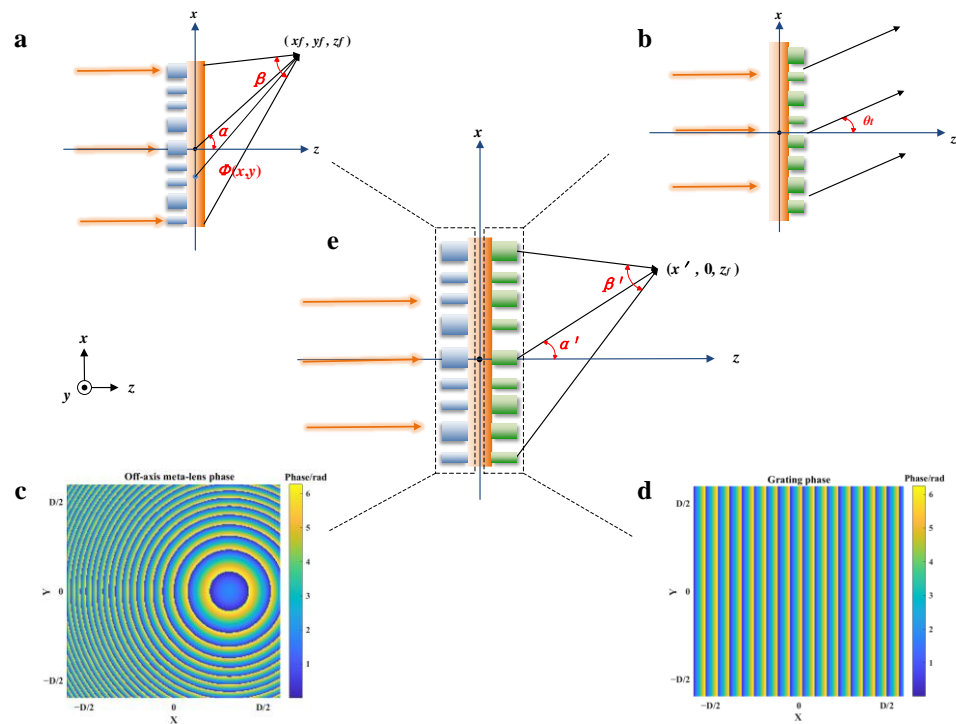 a
x
(xf, yf, zf)
β
α
z
Φ(x,y)
b
x
θt
z
e
x
(x′, 0, zf)
β′
α′
z
x
y
z
c
Off-axis meta-lens phase
Phase/rad
D/2
Y
0
−D/2
−D/2
0
D/2
X
6
5
4
3
2
1
d
Grating phase
Phase/rad
D/2
Y
0
−D/2
−D/2
0
D/2
X
6
5
4
3
2
1